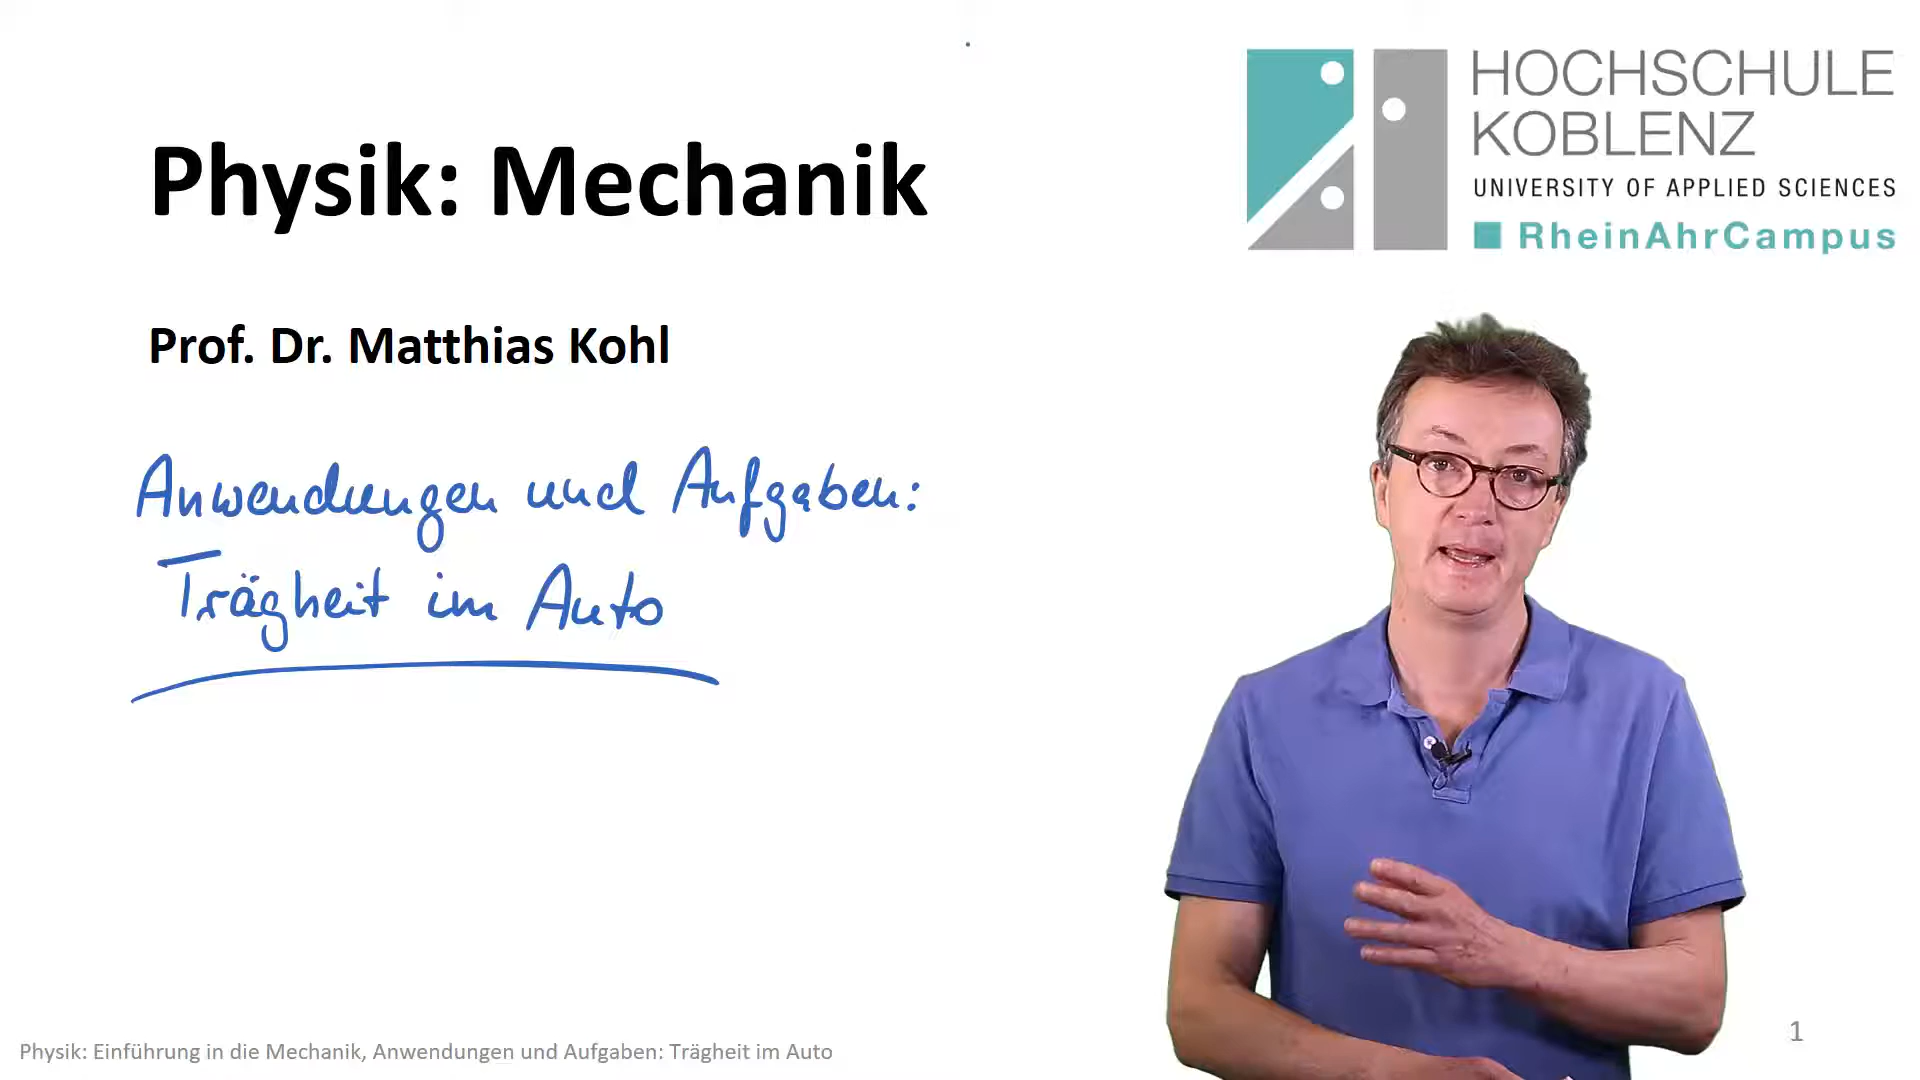 HOCHSCHULE
KOBLENZ
UNIVERSITY OF APPLIED SCIENCES
RheinAhrCampus
Physik: Mechanik
Prof. Dr. Matthias Kohl
Anwendungen und Aufgaben:
Trägheit im Auto
Physik: Einführung in die Mechanik, Anwendungen und Aufgaben: Trägheit im Auto
1